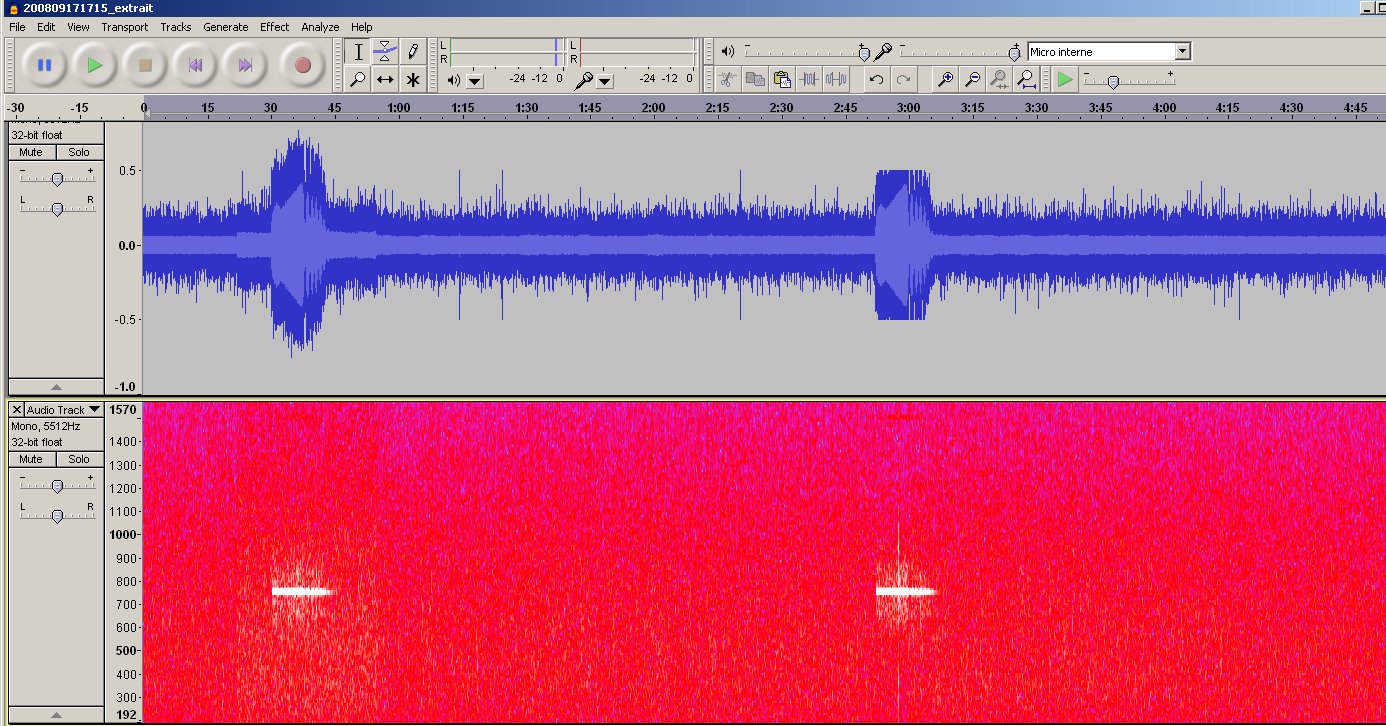 200809171715_extrait
File Edit View Transport Tracks Generate Effect Analyze Help
L
R
-24 -12 0
L
R
-24 -12 0
- +
- +
Micro interne
- +
-30 -15 0 15 30 45 1:00 1:15 1:30 1:45 2:00 2:15 2:30 2:45 3:00 3:15 3:30 3:45 4:00 4:15 4:30 4:45
Mono, 5512Hz
32-bit float
Mute Solo
- +
L R
0.5
0.0
-0.5
-1.0
Audio Track
Mono, 5512Hz
32-bit float
Mute Solo
- +
L R
1570
1400
1300
1200
1100
1000
900
800
700
600
500
400
300
192